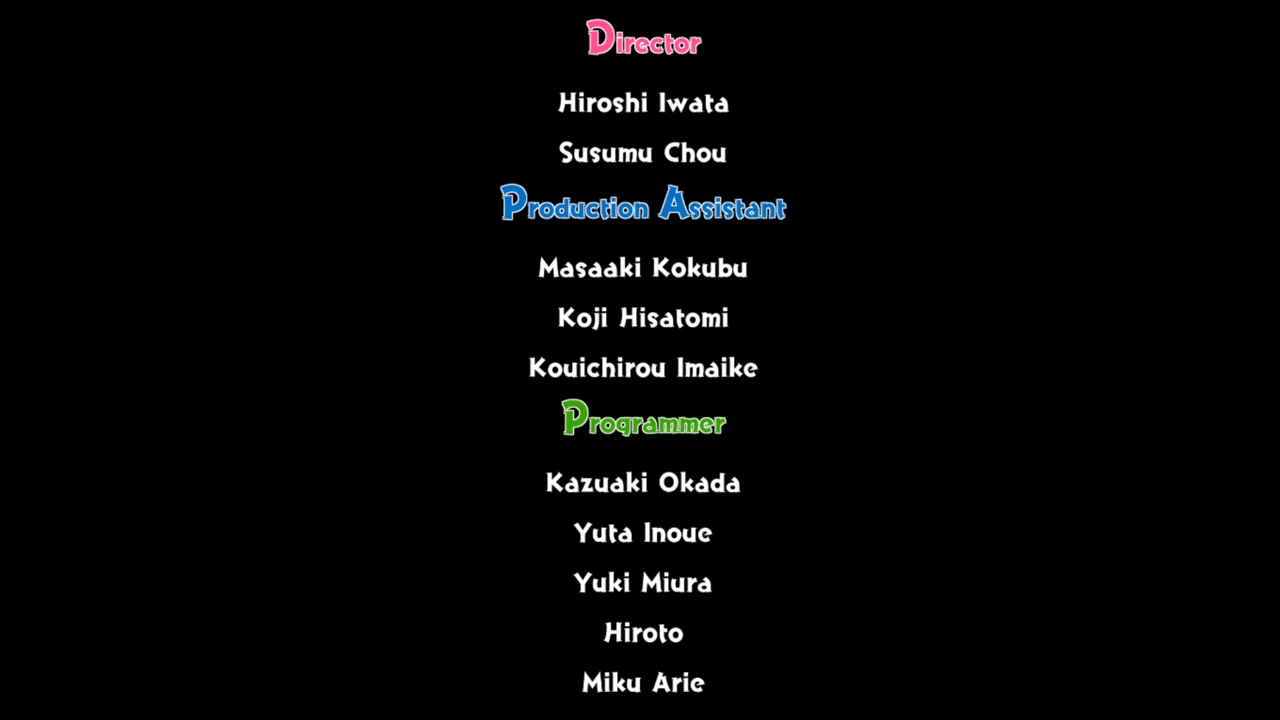 Director
Hiroshi Iwata
Susumu Chou
Production Assistant
Masaaki Kokubu
Koji Hisatomi
Kouichirou Imaike
Programmer
Kazuaki Okada
Yuta Inoue
Yuki Miura
Hiroto
Miku Arie